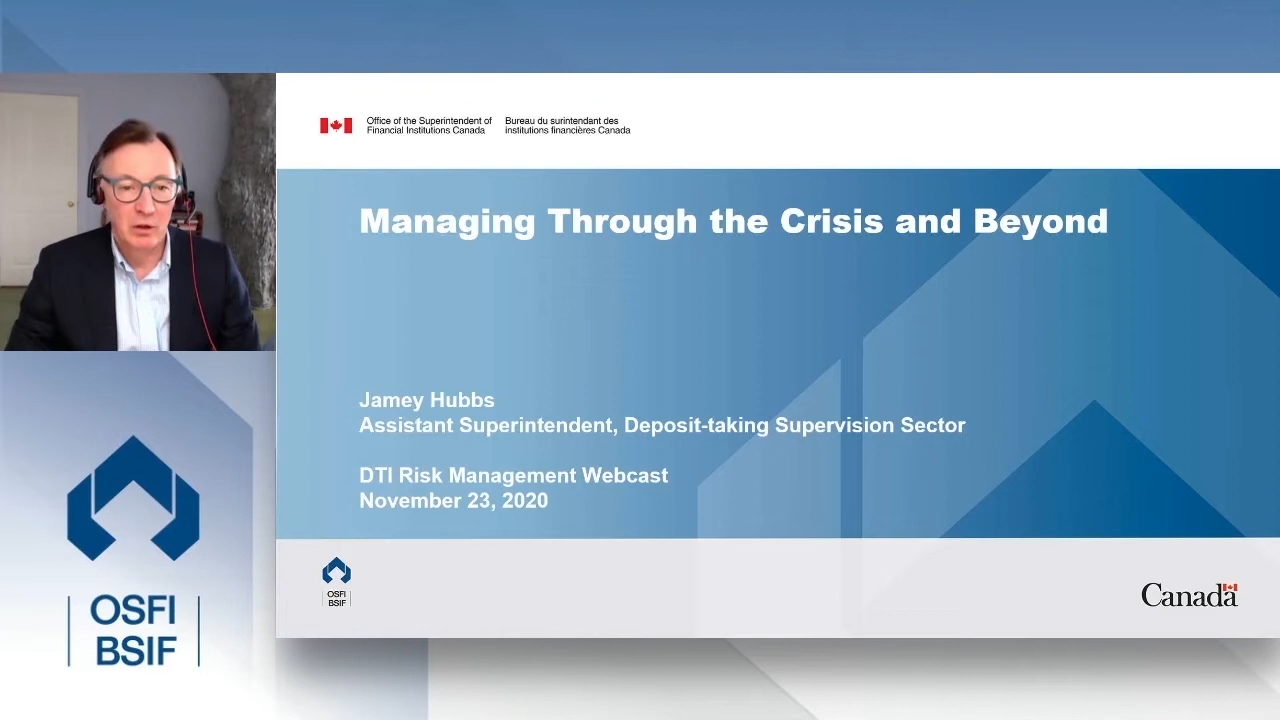 Office of the Superintendent of
Financial Institutions Canada
Bureau du surintendant des
institutions financières Canada
Managing Through the Crisis and Beyond
Jamey Hubbs
Assistant Superintendent, Deposit-taking Supervision Sector
DTI Risk Management Webcast
November 23, 2020
OSFI
BSIF
Canada
OSFI
BSIF